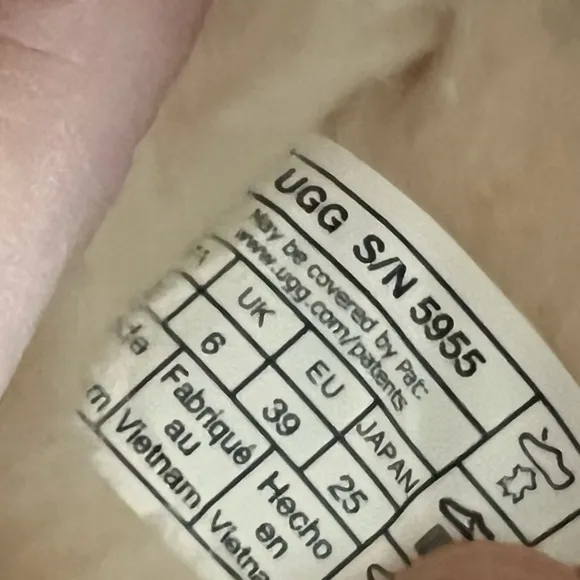 UGG S/N 5955
May be covered by Pat:
www.ugg.com/patents
UK EU JAPAN
6 39 25
Fabriqué Hecho
au en
Vietnam